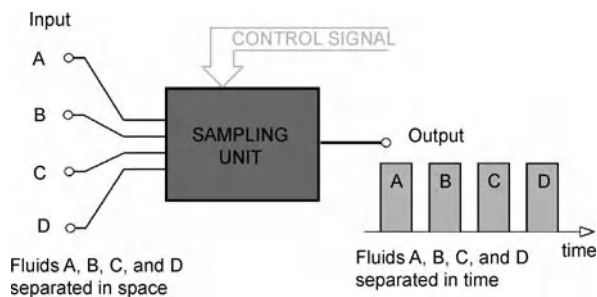 Input
CONTROL SIGNAL
A
B
C
D
SAMPLING
UNIT
Output
A B C D
time
Fluids A, B, C, and D
separated in space
Fluids A, B, C, and D
separated in time